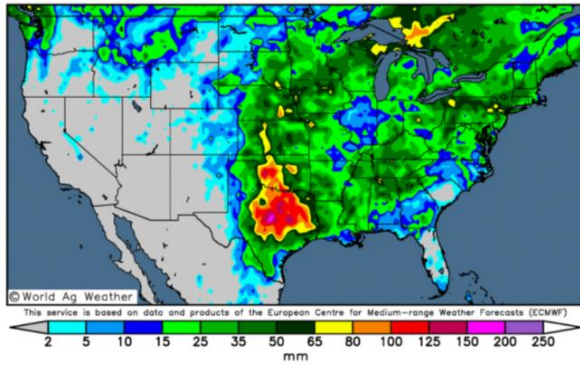 © World Ag Weather
This service is based on data and products of the European Centre for Medium-range Weather Forecasts (ECMWF)
2 5 10 15 25 35 50 65 80 100 125 150 200 250
mm